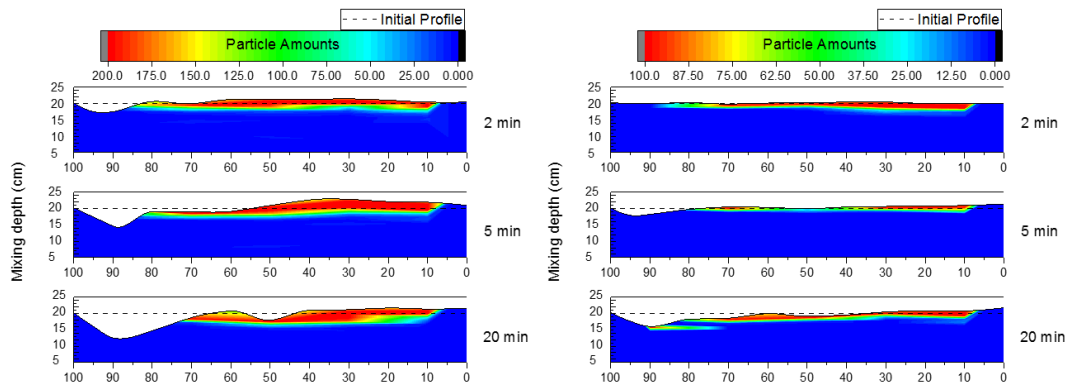 Initial Profile
Particle Amounts
200.0 175.0 150.0 125.0 100.0 75.00 50.00 25.00 0.000
25 20 15 10 5
100 90 80 70 60 50 40 30 20 10 0
2 min
Mixing depth (cm)
25 20 15 10 5
100 90 80 70 60 50 40 30 20 10 0
5 min
25 20 15 10 5
100 90 80 70 60 50 40 30 20 10 0
20 min
Initial Profile
Particle Amounts
100.0 87.50 75.00 62.50 50.00 37.50 25.00 12.50 0.000
25 20 15 10 5
100 90 80 70 60 50 40 30 20 10 0
2 min
Mixing depth (cm)
25 20 15 10 5
100 90 80 70 60 50 40 30 20 10 0
5 min
25 20 15 10 5
100 90 80 70 60 50 40 30 20 10 0
20 min